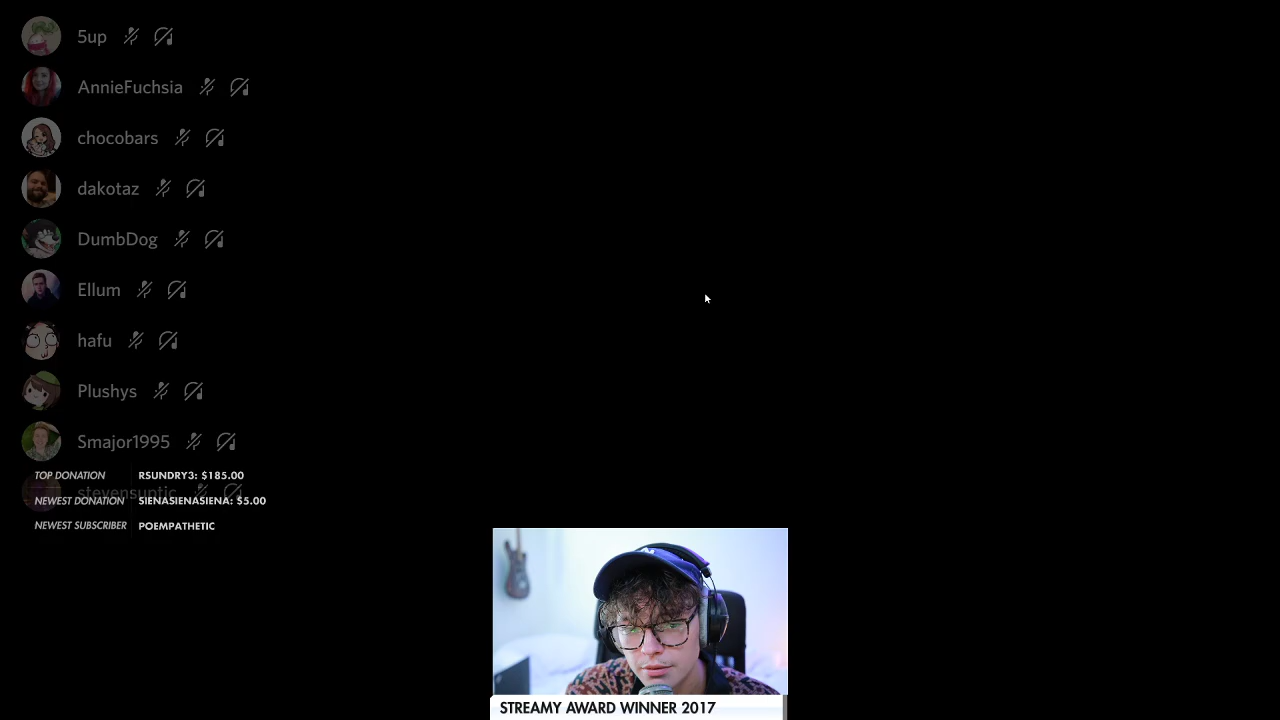 5up
AnnieFuchsia
chocobars
dakotaz
DumbDog
Ellum
hafu
Plushys
Smajor1995
TOP DONATION RSUNDRY3: $185.00
stevensuptic
NEWEST DONATION SIENASIENASIENA: $5.00
NEWEST SUBSCRIBER POEMPATHETIC
STREAMY AWARD WINNER 2017